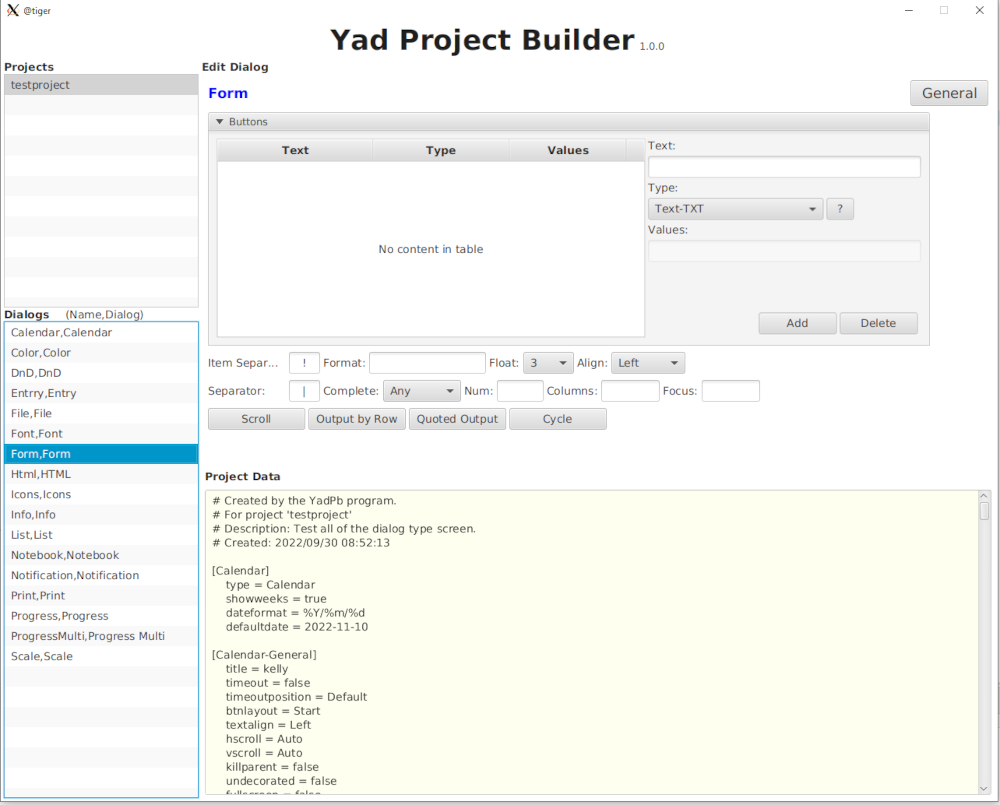 @tiger
Yad Project Builder 1.0.0
Projects
testproject
Dialogs (Name,Dialog)
Calendar,Calendar
Color,Color
DnD,DnD
Entrry,Entry
File,File
Font,Font
Form,Form
Html,HTML
Icons,Icons
Info,Info
List,List
Notebook,Notebook
Notification,Notification
Print,Print
Progress,Progress
ProgressMulti,Progress Multi
Scale,Scale
Edit Dialog
Form
General
Buttons
Text Type Values
No content in table
Text:
Type:
Text-TXT ?
Values:
Add Delete
Item Separ... ! Format: Float: 3 Align: Left
Separator: | Complete: Any Num: Columns: Focus:
Scroll Output by Row Quoted Output Cycle
Project Data
# Created by the YadPb program.
# For project 'testproject'
# Description: Test all of the dialog type screen.
# Created: 2022/09/30 08:52:13
[Calendar]
type = Calendar
showweeks = true
dateformat = %Y/%m/%d
defaultdate = 2022-11-10
[Calendar-General]
title = kelly
timeout = false
timeoutposition = Default
btnlayout = Start
textalign = Left
hscroll = Auto
vscroll = Auto
killparent = false
undecorated = false
fullscreen = false